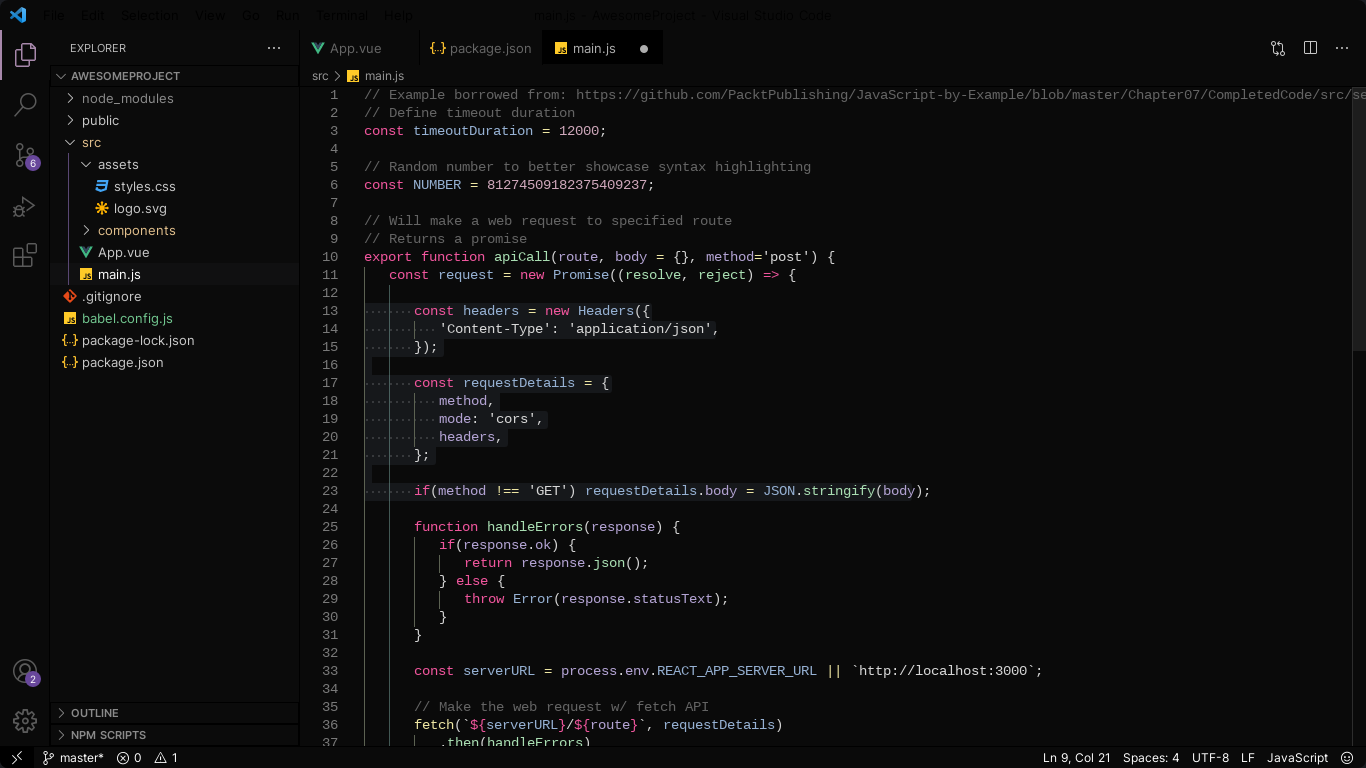 File Edit Selection View Go Run Terminal Help main.js AwesomeProject Visual Studio Code
EXPLORER
AWESOMEPROJECT
node_modules
public
src
assets
styles.css
logo.svg
components
App.vue
main.js
.gitignore
babel.config.js
package-lock.json
package.json
OUTLINE
NPM SCRIPTS
6
2
App.vue package.json main.js
src main.js
1 // Example borrowed from: https://github.com/PacktPublishing/JavaScript-by-Example/blob/master/Chapter07/CompletedCode/src/se
2 // Define timeout duration
3 const timeoutDuration = 12000;
4
5 // Random number to better showcase syntax highlighting
6 const NUMBER = 81274509182375409237;
7
8 // Will make a web request to specified route
9 // Returns a promise
10 export function apiCall(route, body = {}, method='post') {
11 const request = new Promise((resolve, reject) => {
12
13 const headers = new Headers({
14 'Content-Type': 'application/json',
15 });
16
17 const requestDetails = {
18 method,
19 mode: 'cors',
20 headers,
21 };
22
23 if(method !== 'GET') requestDetails.body = JSON.stringify(body);
24
25 function handleErrors(response) {
26 if(response.ok) {
27 return response.json();
28 } else {
29 throw Error(response.statusText);
30 }
31 }
32
33 const serverURL = process.env.REACT_APP_SERVER_URL || `http://localhost:3000`;
34
35 // Make the web request w/ fetch API
36 fetch(`${serverURL}/${route}`, requestDetails)
37 .then(handleErrors)
master* 0 1 Ln 9, Col 21 Spaces: 4 UTF-8 LF JavaScript